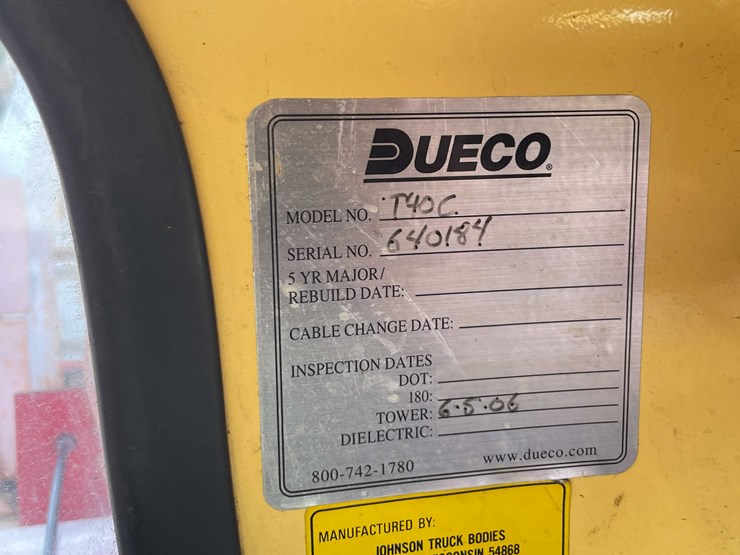 DUECO®
MODEL NO. T40C
SERIAL NO. 640184
5 YR MAJOR/
REBUILD DATE:
CABLE CHANGE DATE:
INSPECTION DATES
DOT:
180:
TOWER: 6-5-06
DIELECTRIC:
800-742-1780 www.dueco.com
MANUFACTURED BY:
JOHNSON TRUCK BODIES
54868